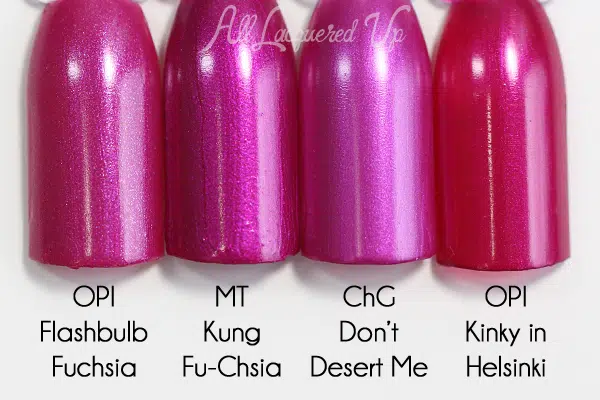 All Lacquered Up
OPI
Flashbulb
Fuchsia
MT
Kung
Fu-Chsia
ChG
Don't
Desert Me
OPI
Kinky in
Helsinki